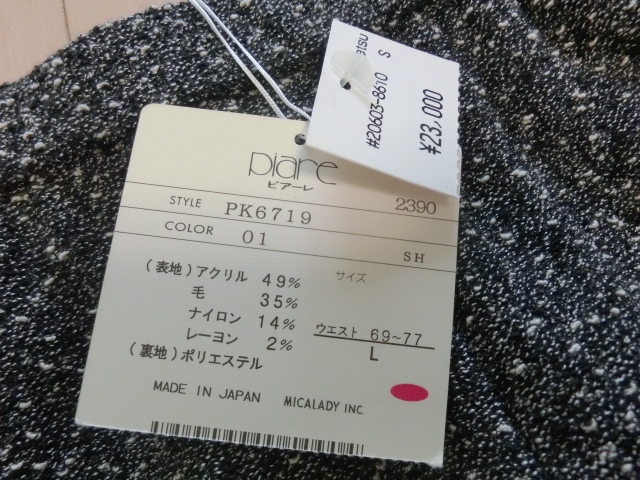 S
#20603-8610
¥23,000
piare
ピアーレ
STYLE PK6719 2390
COLOR 01 SH
(表地)アクリル 49% サイズ
毛 35%
ナイロン 14% ウエスト 69~77
レーヨン 2% L
(裏地)ポリエステル
MADE IN JAPAN MICALADY INC.